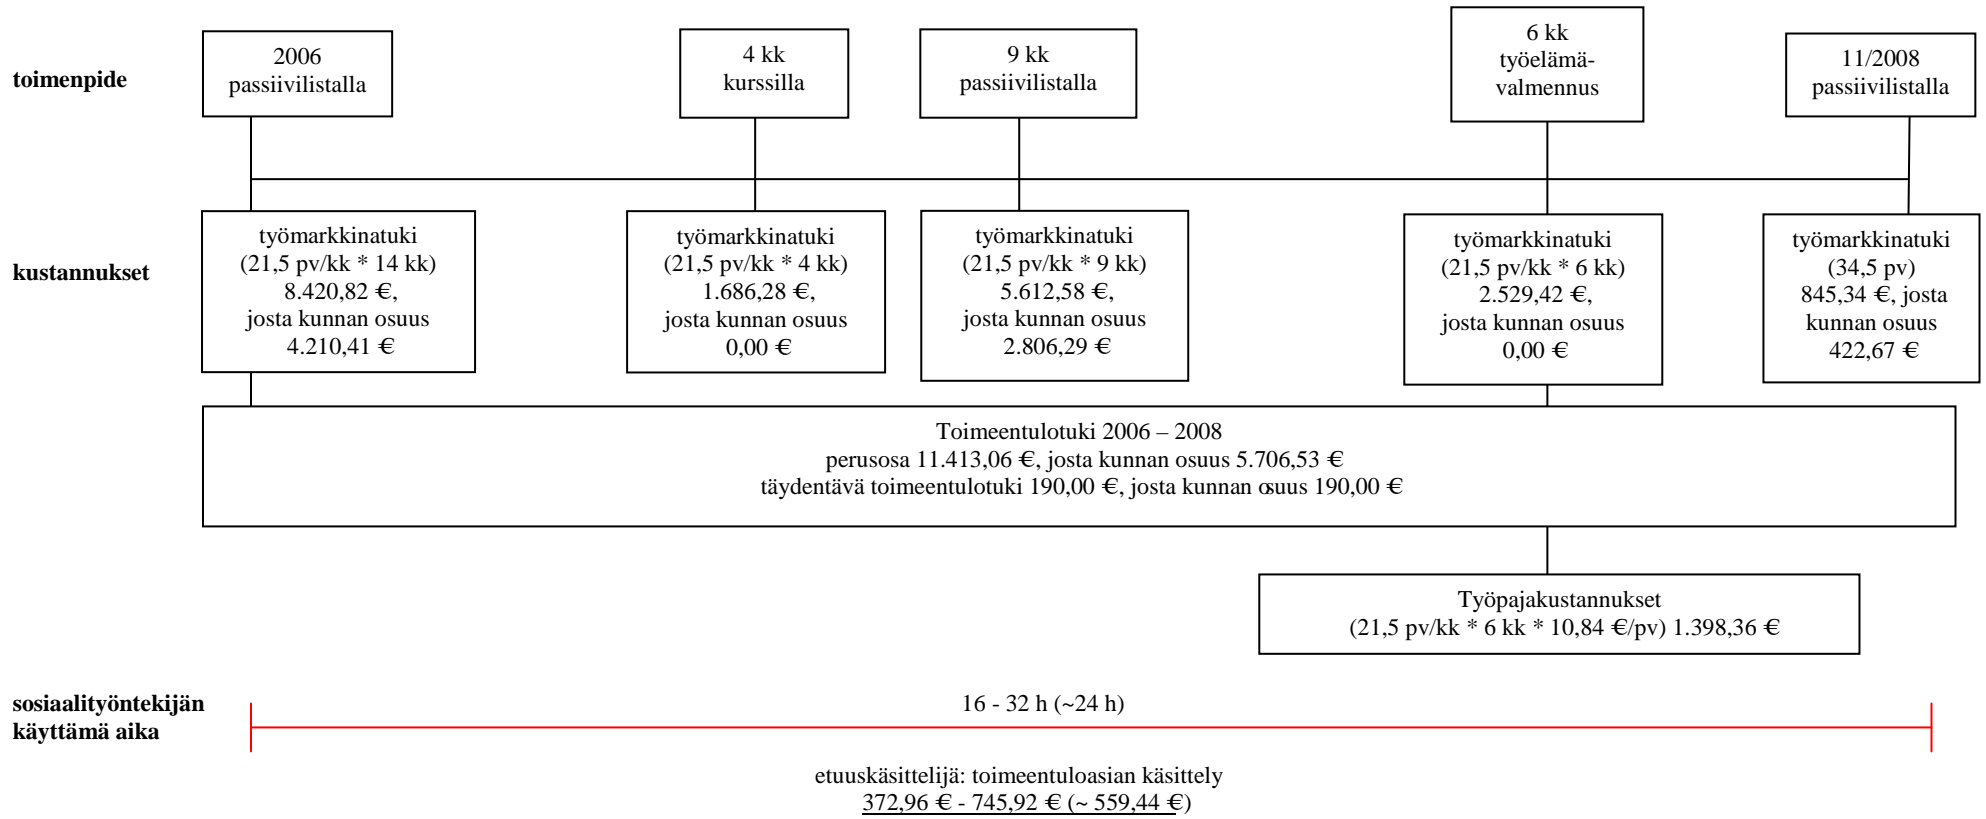 toimenpide
2006
passiivilistalla
4 kk
kurssilla
9 kk
passiivilistalla
6 kk
työelämä-
valmennus
11/2008
passiivilistalla
kustannukset
työmarkkinatuki
(21,5 pv/kk * 14 kk)
8.420,82 €,
josta kunnan osuus
4.210,41 €
työmarkkinatuki
(21,5 pv/kk * 4 kk)
1.686,28 €,
josta kunnan osuus
0,00 €
työmarkkinatuki
(21,5 pv/kk * 9 kk)
5.612,58 €,
josta kunnan osuus
2.806,29 €
työmarkkinatuki
(21,5 pv/kk * 6 kk)
2.529,42 €,
josta kunnan osuus
0,00 €
työmarkkinatuki
(34,5 pv)
845,34 €, josta
kunnan osuus
422,67 €
Toimeentulotuki 2006 – 2008
perusosa 11.413,06 €, josta kunnan osuus 5.706,53 €
täydentävä toimeentulotuki 190,00 €, josta kunnan osuus 190,00 €
Työpajakustannukset
(21,5 pv/kk * 6 kk * 10,84 €/pv) 1.398,36 €
sosiaalityöntekijän
käyttämä aika
16 - 32 h (~24 h)
etuuskäsittelijä: toimeentuloasian käsittely
372,96 € - 745,92 € (~ 559,44 €)